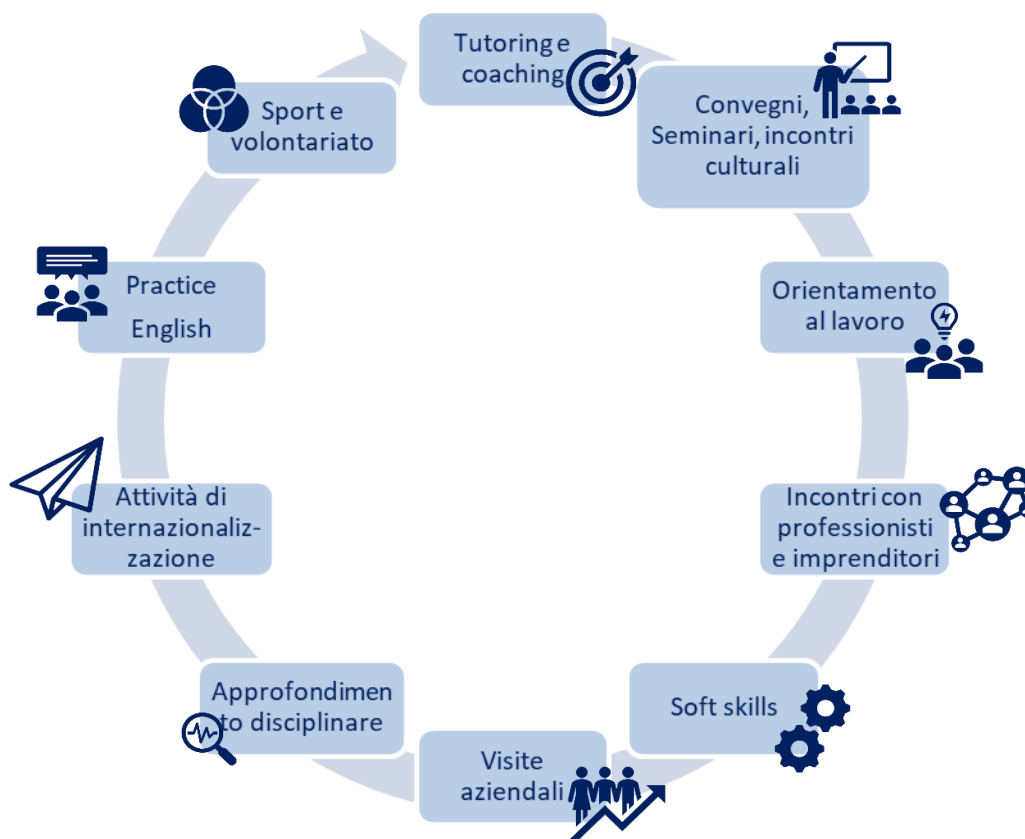 Tutoring e
coaching
Convegni,
Seminari, incontri
culturali
Orientamento
al lavoro
Incontri con
professionisti
e imprenditori
Soft skills
Visite
aziendali
Approfondimen
to disciplinare
Attività di
internazionaliz-
zazione
Practice
English
Sport e
volontariato